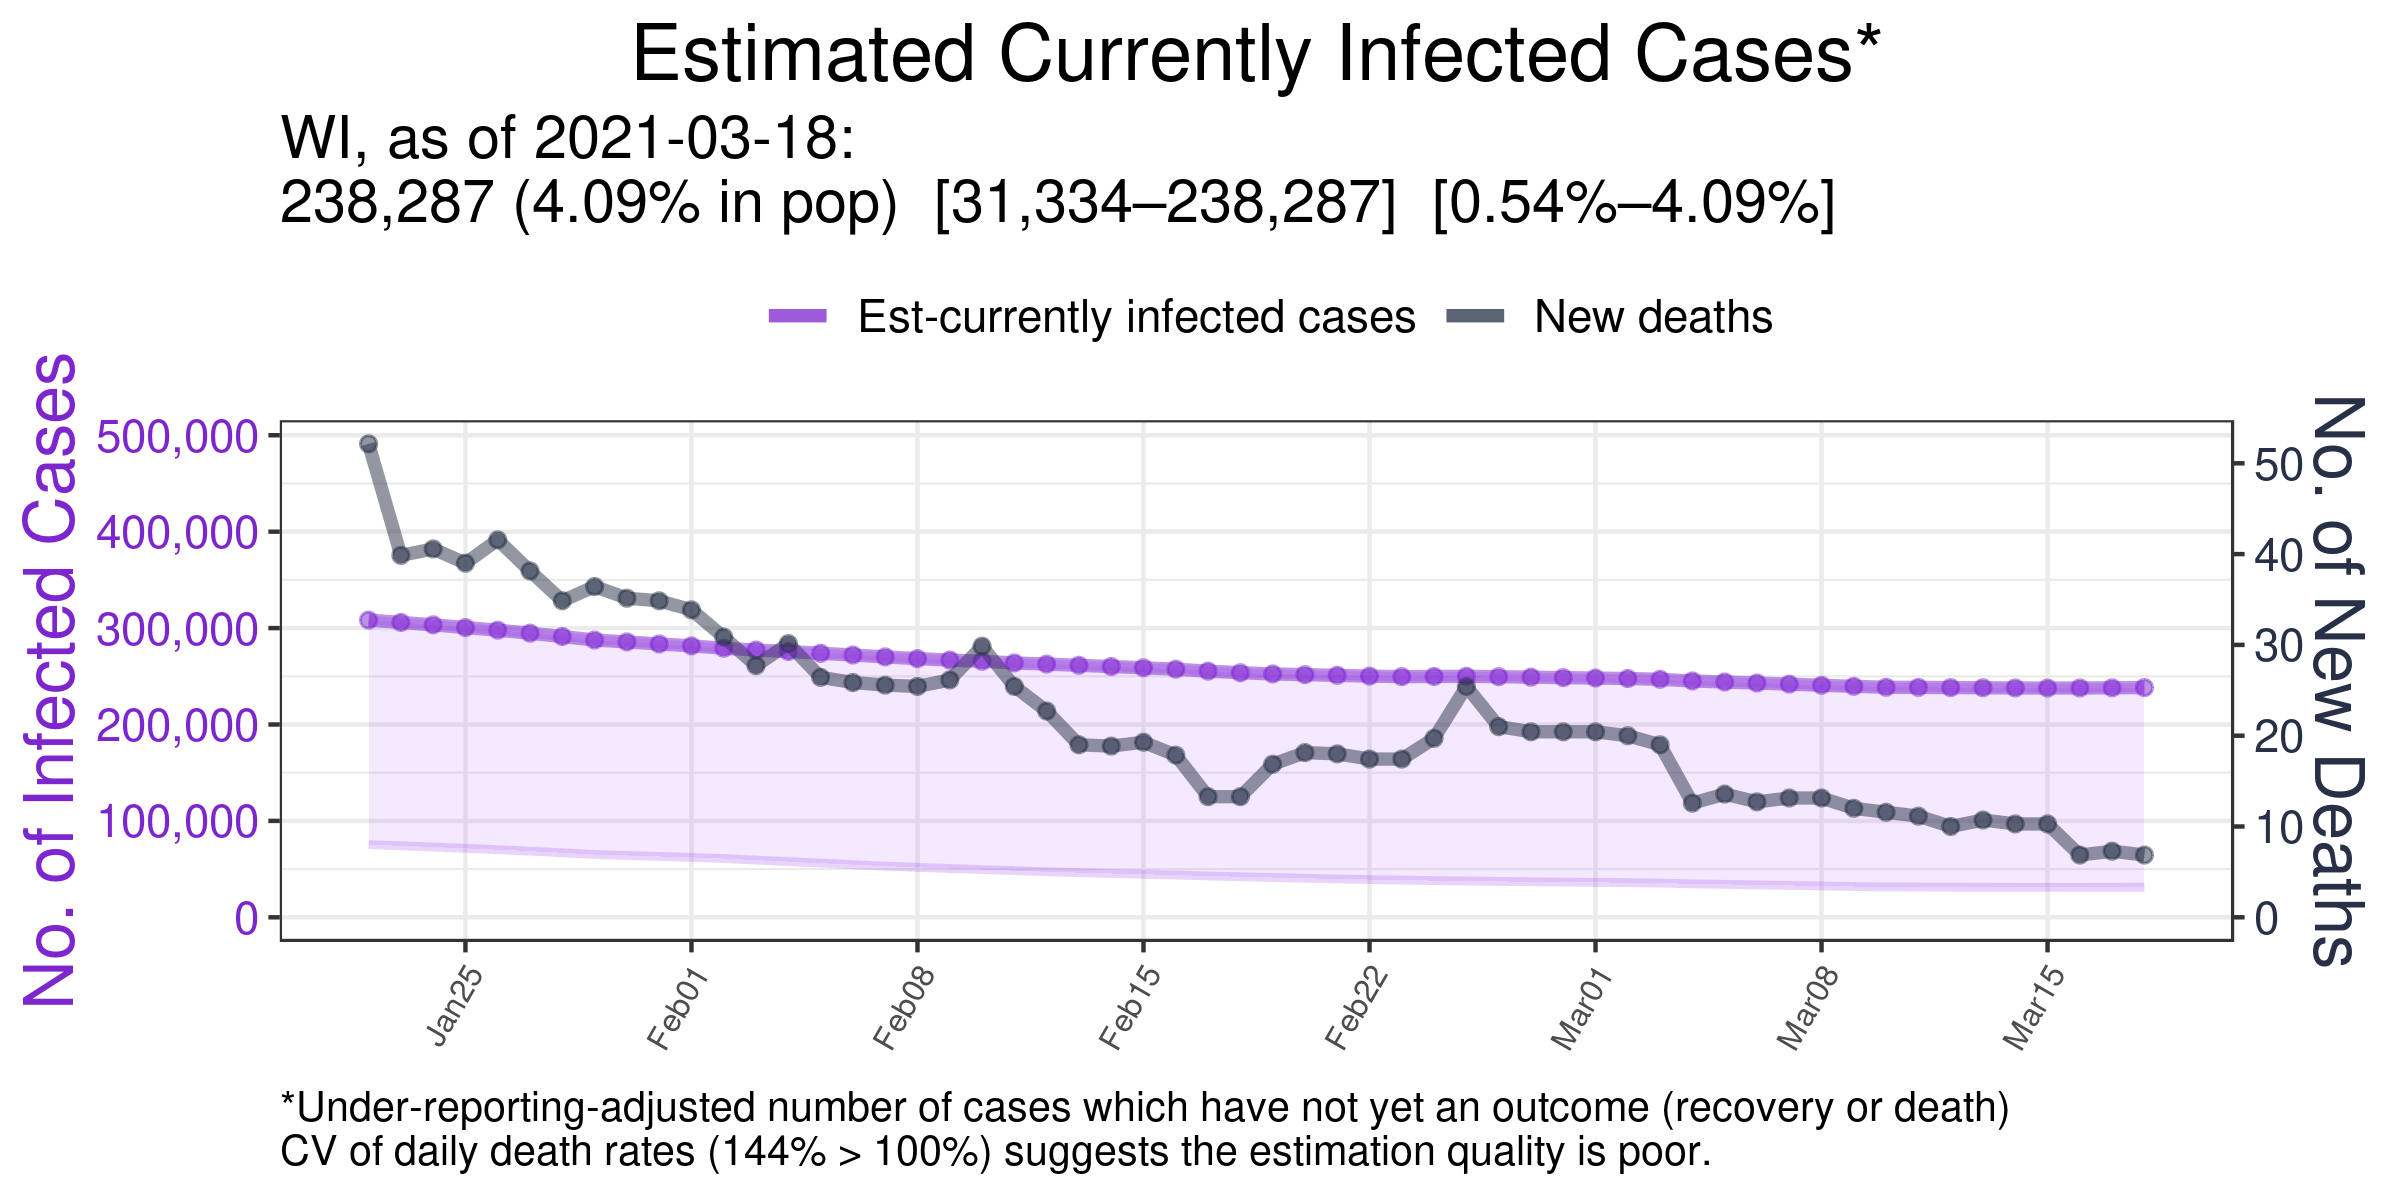 Estimated Currently Infected Cases*
WI, as of 2021-03-18:
238,287 (4.09% in pop)  [31,334–238,287]  [0.54%–4.09%]
Est-currently infected cases
New deaths
No. of Infected Cases
500,000
400,000
300,000
200,000
100,000
0
50
40
30
20
10
0
No. of New Deaths
Jan25
Feb01
Feb08
Feb15
Feb22
Mar01
Mar08
Mar15
*Under-reporting-adjusted number of cases which have not yet an outcome (recovery or death)
CV of daily death rates (144% > 100%) suggests the estimation quality is poor.